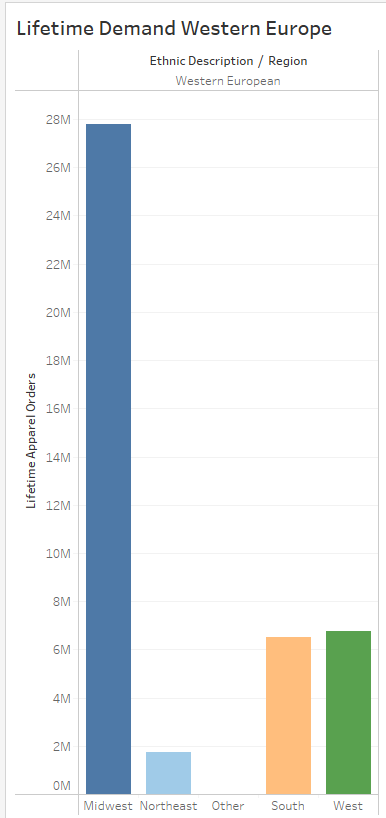 Lifetime Demand Western Europe
Ethnic Description / Region
Western European
28M
26M
24M
22M
20M
18M
16M
14M
12M
10M
8M
6M
4M
2M
0M
Lifetime Apparel Orders
Midwest Northeast Other South West